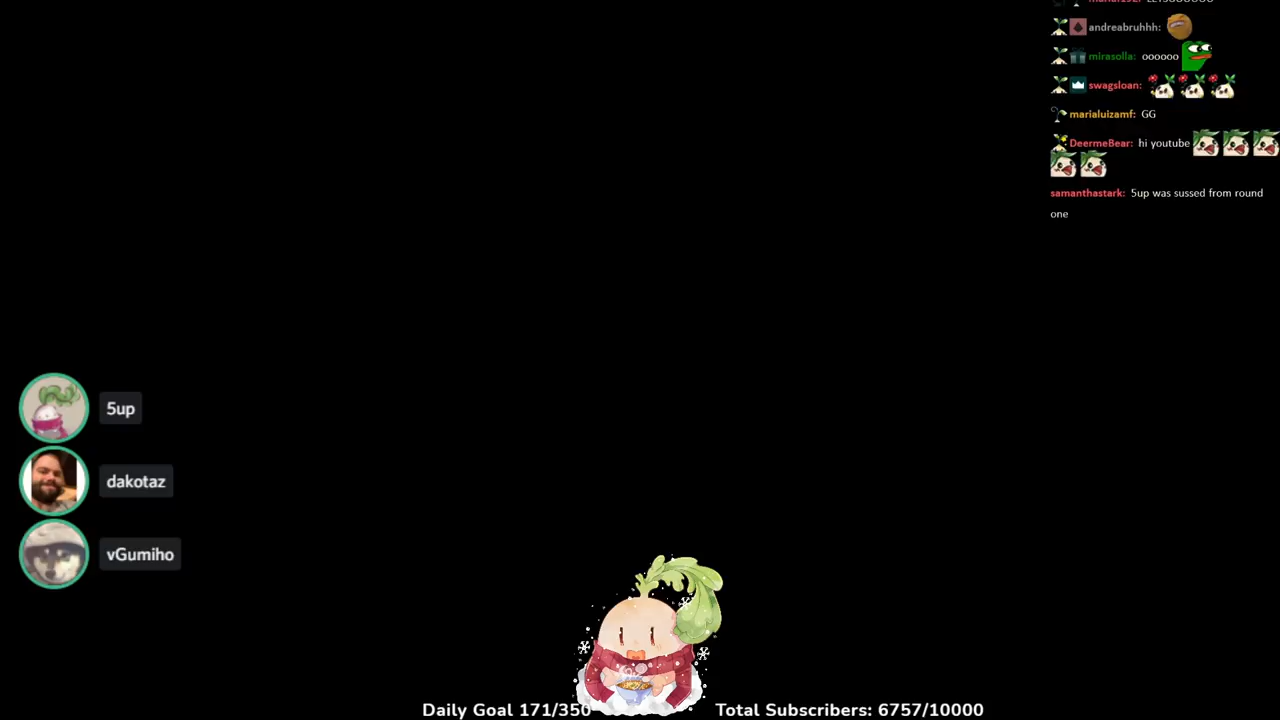 andreabruhhh:
mirasolla: oooooo
swagsloan:
marialuizamf: GG
DeermeBear: hi youtube
samanthastark: 5up was sussed from round
one
5up
dakotaz
vGumiho
Daily Goal 171/350
Total Subscribers: 6757/10000